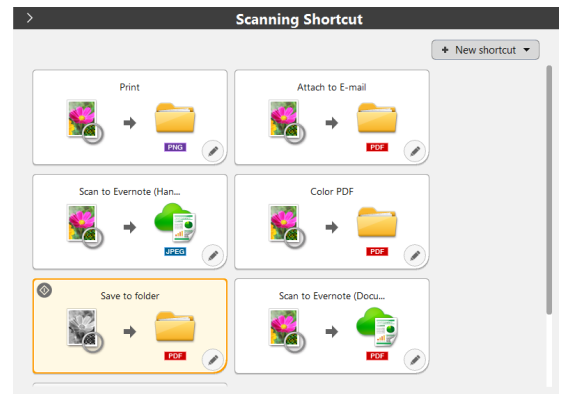 Scanning Shortcut
+ New shortcut
Print
PNG
Attach to E-mail
PDF
Scan to Evernote (Han...
JPEG
Color PDF
PDF
Save to folder
PDF
Scan to Evernote (Docu...
PDF